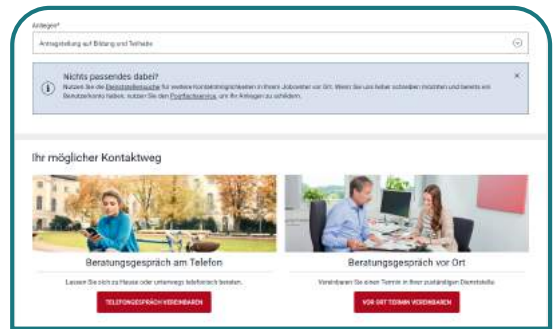 Anliegen*
Antragstellung auf Bildung und Teilhabe
Nichts passendes dabei?
Nutzen Sie die Dienststellensuche für weitere Kontaktmöglichkeiten in Ihrem Jobcenter vor Ort. Wenn Sie uns lieber schreiben möchten und bereits ein
Benutzerkonto haben, nutzen Sie den Postfachservice, um Ihr Anliegen zu schildern.
Ihr möglicher Kontaktweg
Beratungsgespräch am Telefon
Lassen Sie sich zu Hause oder unterwegs telefonisch beraten.
TELEFONGESPRÄCH VEREINBAREN
Beratungsgespräch vor Ort
Vereinbaren Sie einen Termin in Ihrer zuständigen Dienststelle.
VOR ORT TERMIN VEREINBAREN